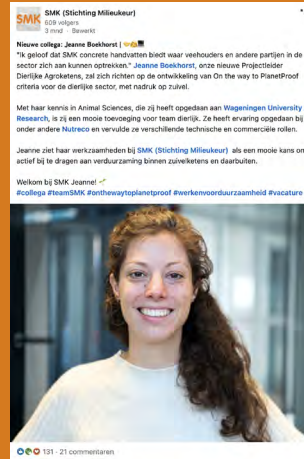 SMK
SMK (Stichting Milieukeur)
609 volgers
3 mnd · Bewerkt
Nieuwe collega: Jeanne Boekhorst |
"Ik geloof dat SMK concrete handvatten biedt waar veehouders en andere partijen in de
sector zich aan kunnen optrekken." Jeanne Boekhorst, onze nieuwe Projectleider
Dierlijke Agroketens, zal zich richten op de ontwikkeling van On the way to PlanetProof
criteria voor de dierlijke sector, met nadruk op zuivel.
Met haar kennis in Animal Sciences, die zij heeft opgedaan aan Wageningen University
Research, is zij een mooie toevoeging voor team dierlijk. Ze heeft ervaring opgedaan bij
onder andere Nutreco en vervulde ze verschillende technische en commerciële rollen.
Jeanne ziet haar werkzaamheden bij SMK (Stichting Milieukeur) als een mooie kans om
actief bij te dragen aan verduurzaming binnen zuivelketens en daarbuiten.
Welkom bij SMK Jeanne!
#collega #teamSMK #onthewaytoplanetproof #werkenvoorduurzaamheid #vacature
131 · 21 commentaren